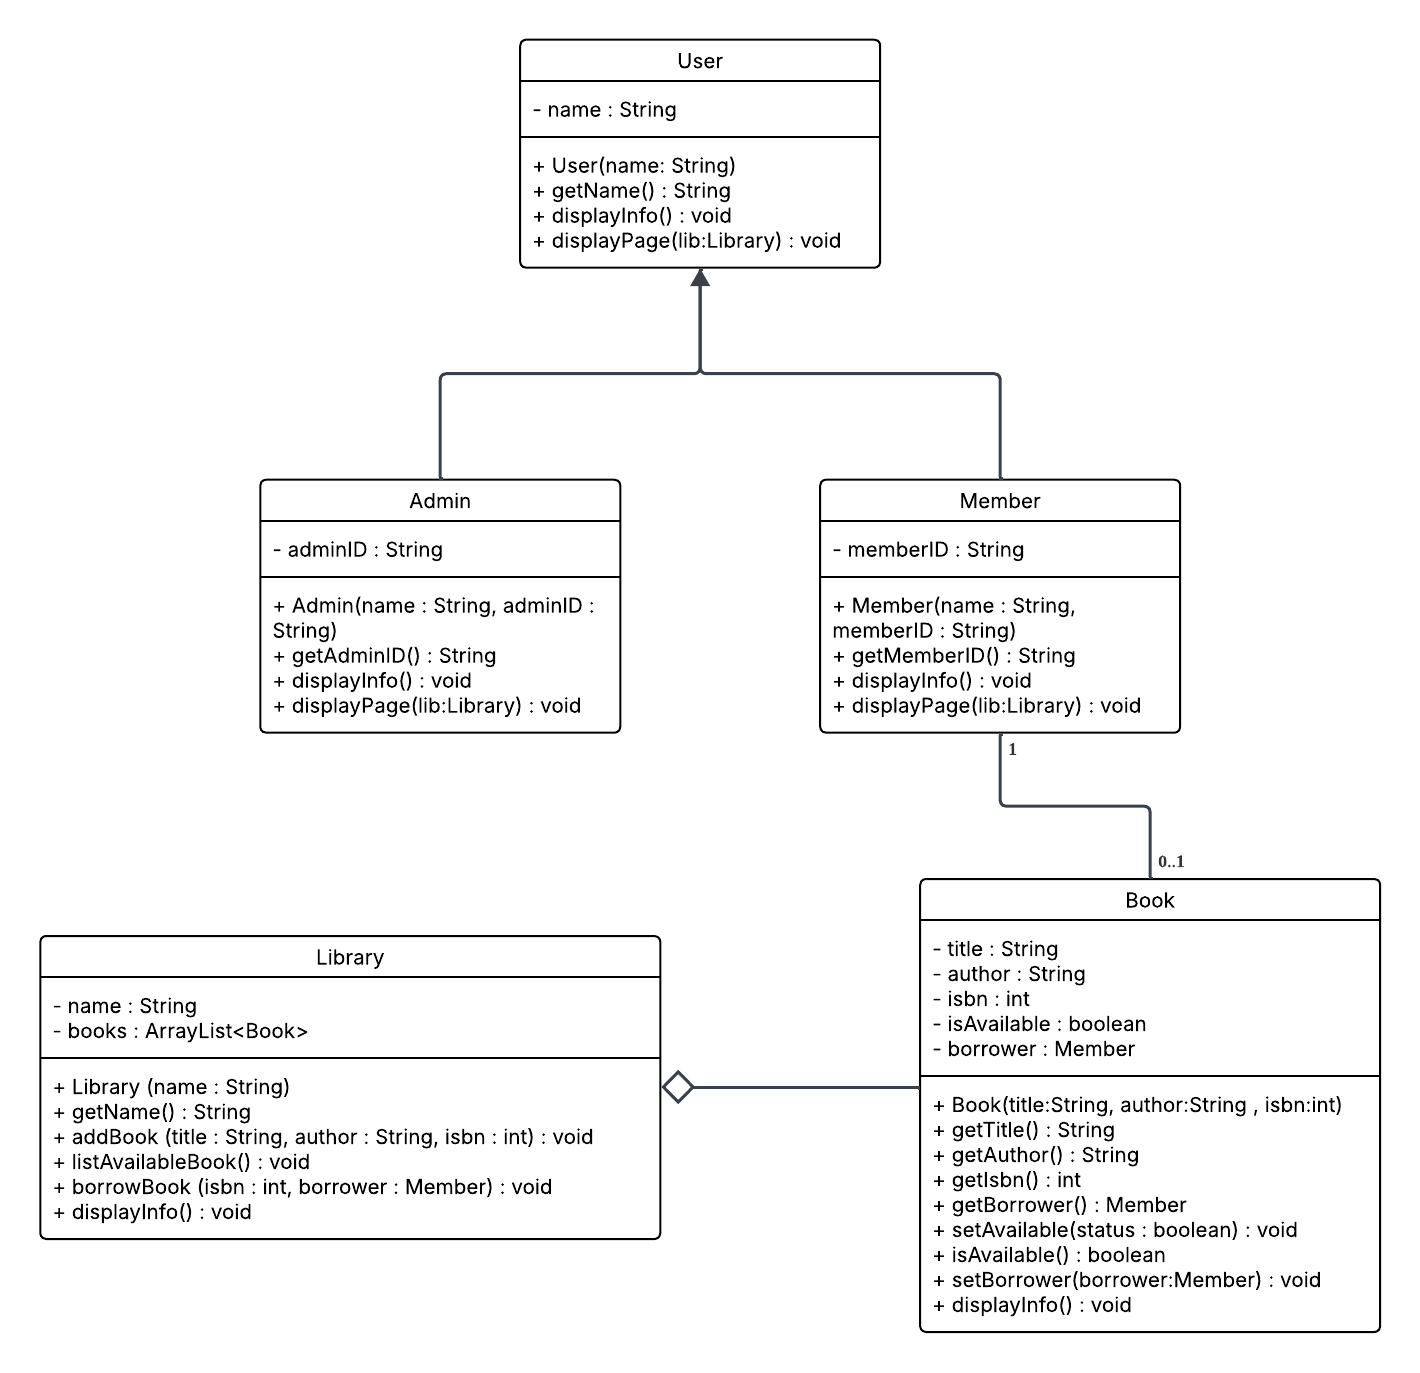 User
- name : String
+ User(name: String)
+ getName() : String
+ displayInfo() : void
+ displayPage(lib:Library) : void
Admin
- adminID : String
+ Admin(name : String, adminID :
String)
+ getAdminID() : String
+ displayInfo() : void
+ displayPage(lib:Library) : void
Member
- memberID : String
+ Member(name : String,
memberID : String)
+ getMemberID() : String
+ displayInfo() : void
+ displayPage(lib:Library) : void
1
0..1
Book
- title : String
- author : String
- isbn : int
- isAvailable : boolean
- borrower : Member
+ Book(title:String, author:String , isbn:int)
+ getTitle() : String
+ getAuthor() : String
+ getIsbn() : int
+ getBorrower() : Member
+ setAvailable(status : boolean) : void
+ isAvailable() : boolean
+ setBorrower(borrower:Member) : void
+ displayInfo() : void
Library
- name : String
- books : ArrayList<Book>
+ Library (name : String)
+ getName() : String
+ addBook (title : String, author : String, isbn : int) : void
+ listAvailableBook() : void
+ borrowBook (isbn : int, borrower : Member) : void
+ displayInfo() : void